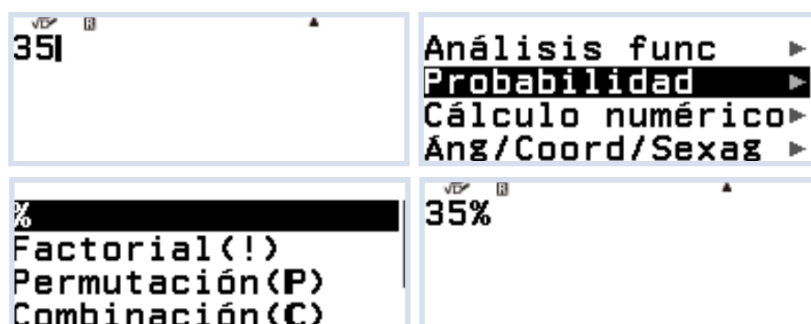 35
Análisis func
Probabilidad
Cálculo numérico
Áng/Coord/Sexag
%
Factorial(!)
Permutación(P)
Combinación(C)
35%